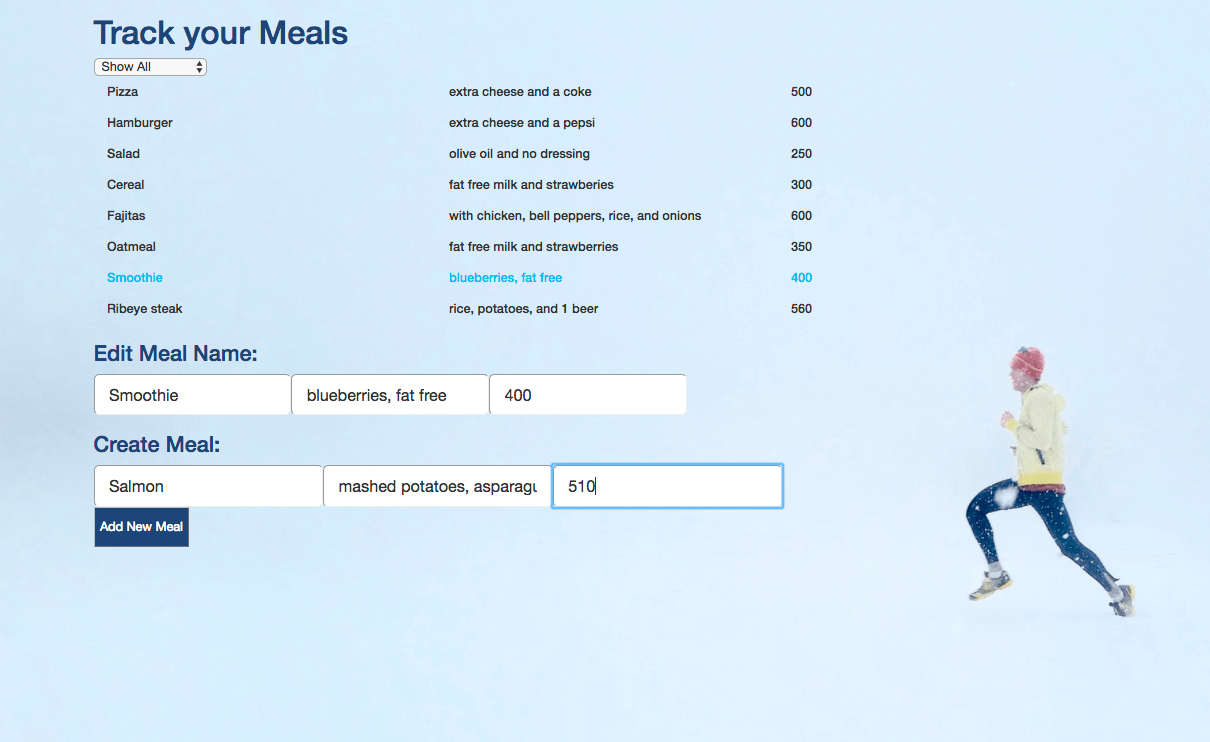 Track your Meals
Show All
Pizza extra cheese and a coke 500
Hamburger extra cheese and a pepsi 600
Salad olive oil and no dressing 250
Cereal fat free milk and strawberies 300
Fajitas with chicken, bell peppers, rice, and onions 600
Oatmeal fat free milk and strawberries 350
Smoothie blueberries, fat free 400
Ribeye steak rice, potatoes, and 1 beer 560
Edit Meal Name:
Smoothie blueberries, fat free 400
Create Meal:
Salmon mashed potatoes, asparagu 510
Add New Meal